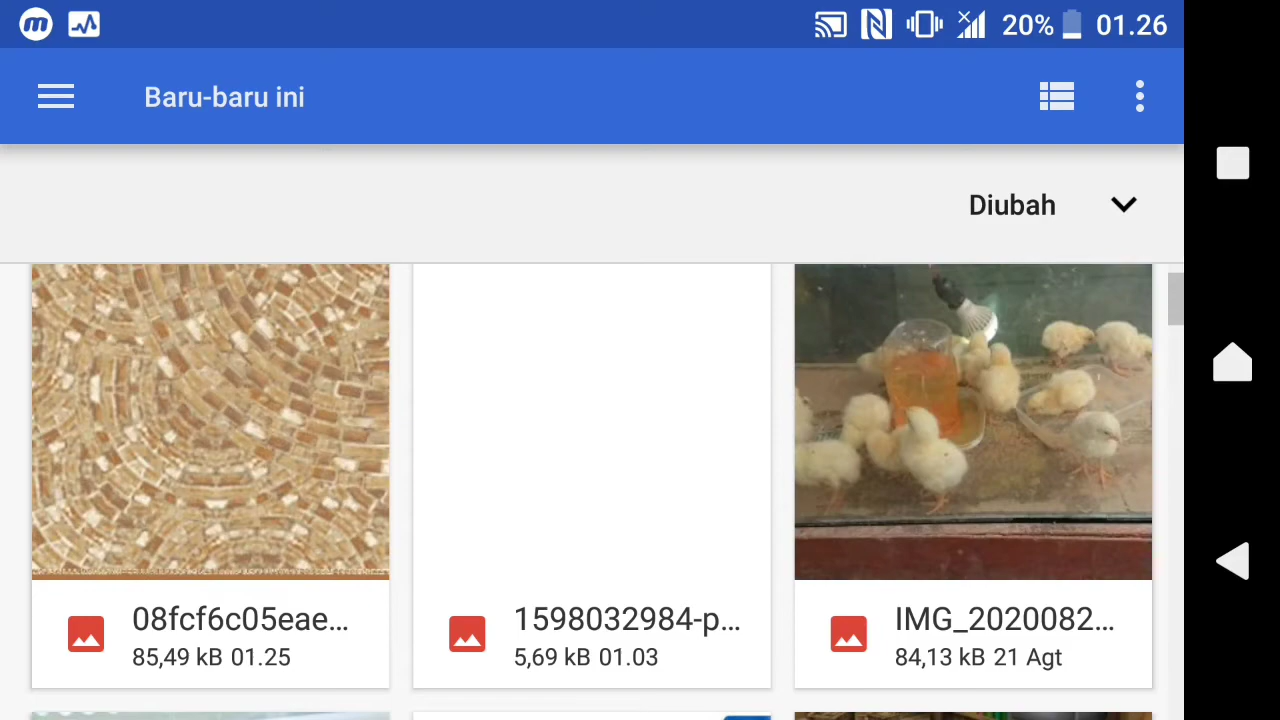 m 20% 01.26
Baru-baru ini
Diubah
08fcf6c05eae...
85,49 kB 01.25
1598032984-p...
5,69 kB 01.03
IMG_2020082...
84,13 kB 21 Agt